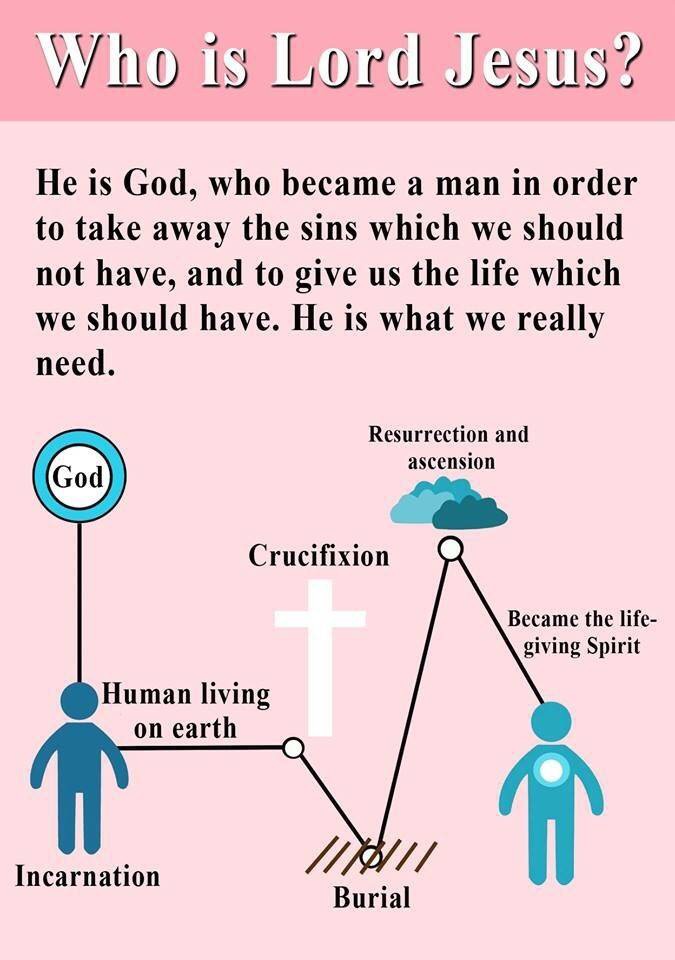 Who is Lord Jesus?
He is God, who became a man in order
to take away the sins which we should
not have, and to give us the life which
we should have. He is what we really
need.
God
Resurrection and
ascension
Crucifixion
Became the life-
giving Spirit
Human living
on earth
Incarnation
Burial